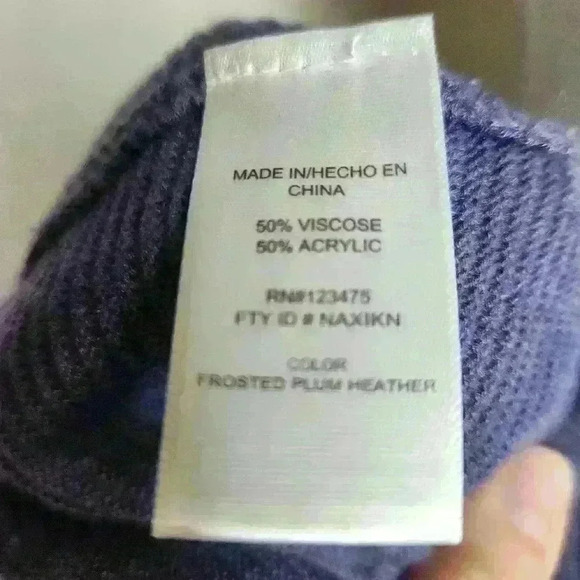 MADE IN/HECHO EN
CHINA
50% VISCOSE
50% ACRYLIC
RN#123475
FTY ID # NAXIKN
COLOR
FROSTED PLUM HEATHER